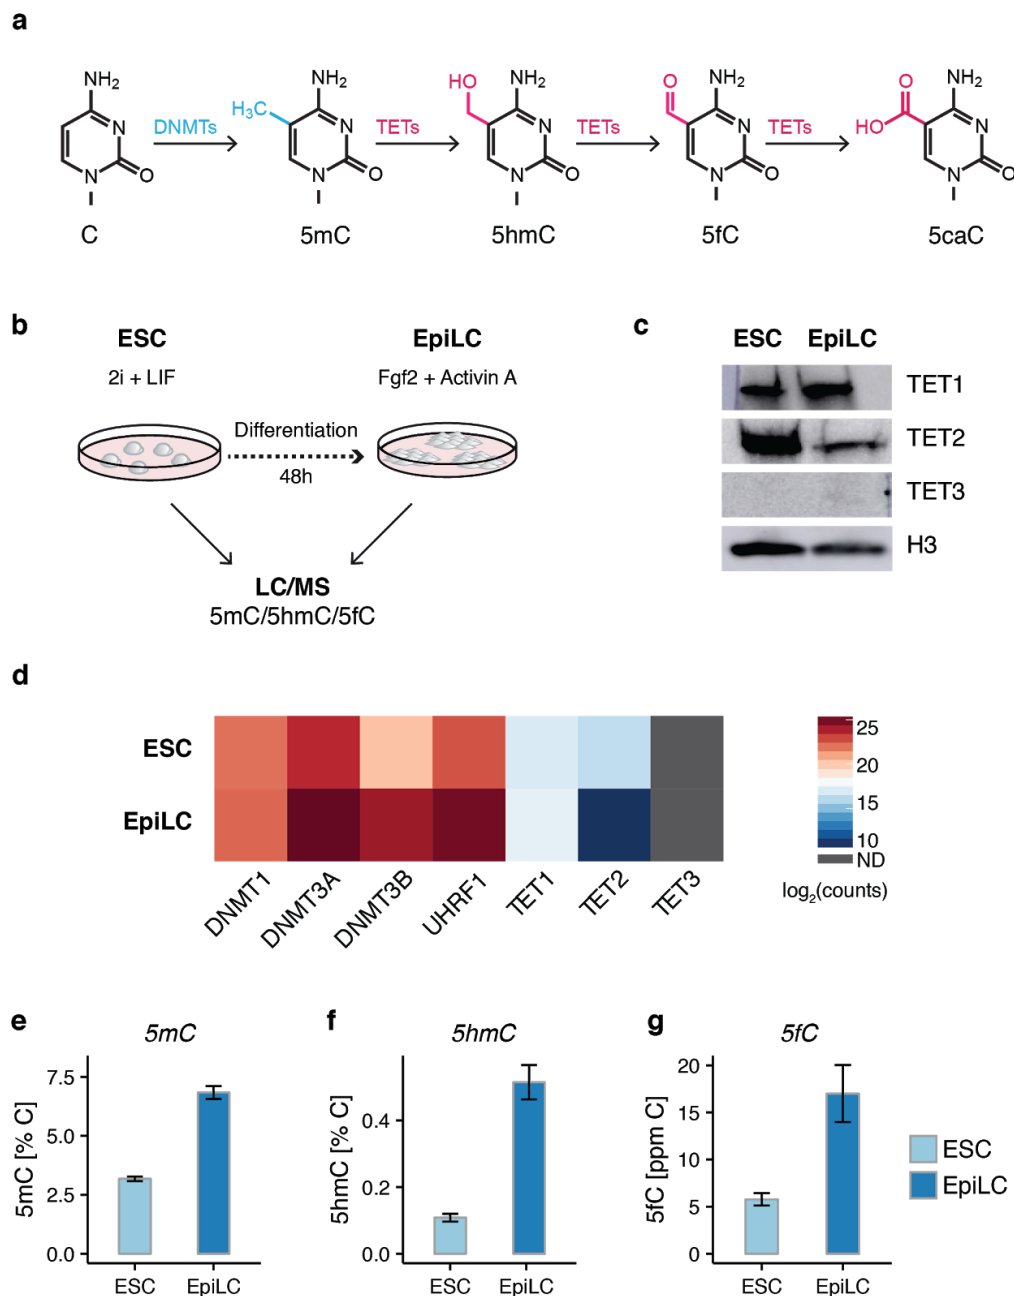 a
NH₂
N
N
O
C
DNMTs
H₃C
NH₂
N
N
O
5mC
TETs
HO
NH₂
N
N
O
5hmC
TETs
O
NH₂
N
N
O
5fC
TETs
O
HO
NH₂
N
N
O
5caC
b
ESC
2i + LIF
Differentiation
48h
EpiLC
Fgf2 + Activin A
LC/MS
5mC/5hmC/5fC
c
ESC EpiLC
TET1
TET2
TET3
H3
d
ESC
EpiLC
DNMT1
DNMT3A
DNMT3B
UHRF1
TET1
TET2
TET3
25
20
15
10
ND
log₂(counts)
e
5mC
5mC [% C]
7.5
5.0
2.5
0.0
ESC EpiLC
f
5hmC
5hmC [% C]
0.4
0.2
0.0
ESC EpiLC
g
5fC
5fC [ppm C]
20
15
10
5
0
ESC EpiLC
ESC
EpiLC